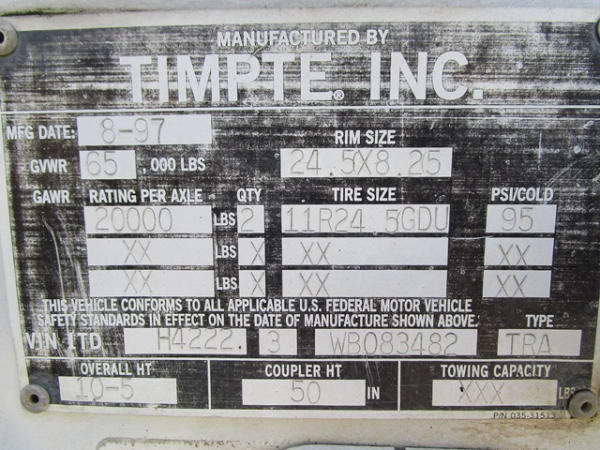 MANUFACTURED BY
TIMPTE® INC.
MFG DATE: 8-97 RIM SIZE
GVWR 65 ,000 LBS 24.5X8.25
GAWR RATING PER AXLE QTY TIRE SIZE PSI/COLD
20000 LBS 2 11R24.5GDU 95
XX LBS X XX XX
XX LBS X XX XX
THIS VEHICLE CONFORMS TO ALL APPLICABLE U.S. FEDERAL MOTOR VEHICLE
SAFETY STANDARDS IN EFFECT ON THE DATE OF MANUFACTURE SHOWN ABOVE. TYPE
VIN 1TD H4222. 3 WB083482 TRA
OVERALL HT COUPLER HT TOWING CAPACITY
10-5 50 IN XXX LBS
P/N 035-31513